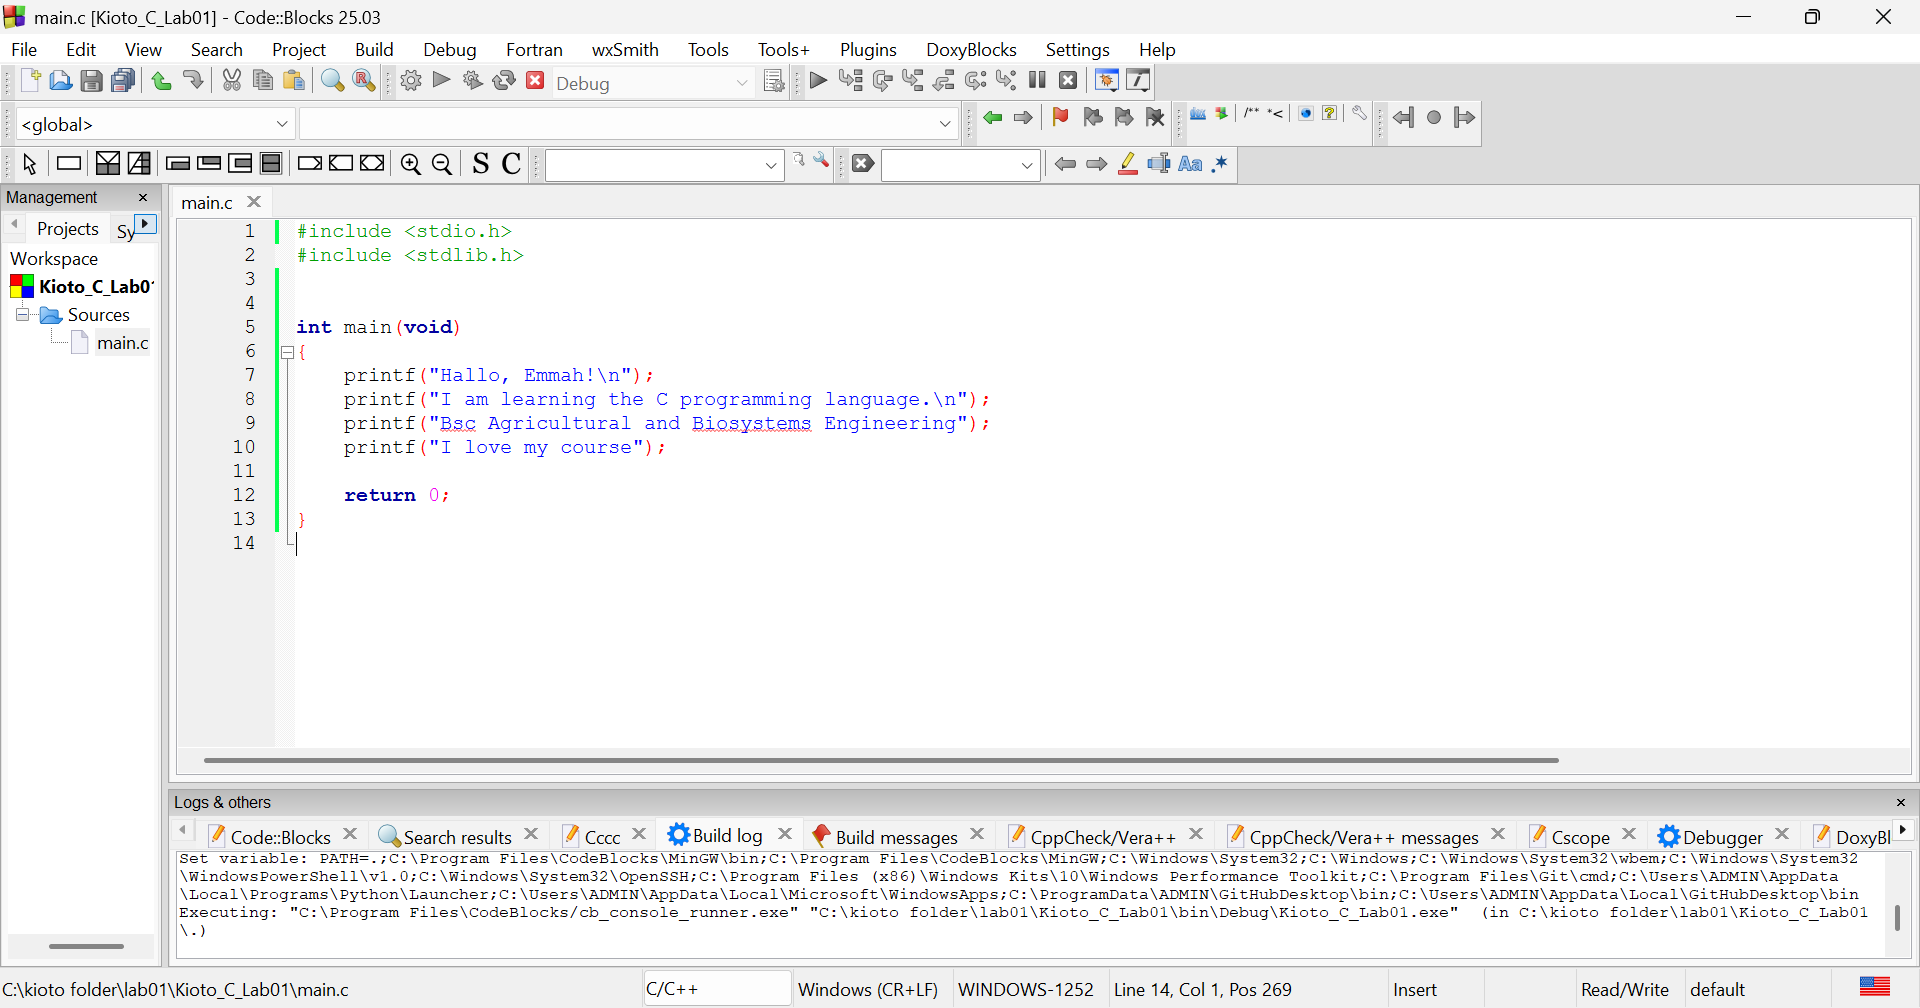 main.c [Kioto_C_Lab01] - Code::Blocks 25.03
File Edit View Search Project Build Debug Fortran wxSmith Tools Tools+ Plugins DoxyBlocks Settings Help
Debug
<global>
/** *<
S C
Aa .*
Management
main.c
Projects Sy
Workspace
Kioto_C_Lab01
Sources
main.c
1 #include <stdio.h>
2 #include <stdlib.h>
3
4
5 int main(void)
6 {
7 printf("Hallo, Emmah!\n");
8 printf("I am learning the C programming language.\n");
9 printf("Bsc Agricultural and Biosystems Engineering");
10 printf("I love my course");
11
12 return 0;
13 }
14
Logs & others
Code::Blocks Search results Cccc Build log Build messages CppCheck/Vera++ CppCheck/Vera++ messages Cscope Debugger DoxyBl
Set variable: PATH=.;C:\Program Files\CodeBlocks\MinGW\bin;C:\Program Files\CodeBlocks\MinGW;C:\Windows\System32;C:\Windows;C:\Windows\System32\wbem;C:\Windows\System32
\WindowsPowerShell\v1.0;C:\Windows\System32\OpenSSH;C:\Program Files (x86)\Windows Kits\10\Windows Performance Toolkit;C:\Program Files\Git\cmd;C:\Users\ADMIN\AppData
\Local\Programs\Python\Launcher;C:\Users\ADMIN\AppData\Local\Microsoft\WindowsApps;C:\ProgramData\ADMIN\GitHubDesktop\bin;C:\Users\ADMIN\AppData\Local\GitHubDesktop\bin
Executing: "C:\Program Files\CodeBlocks/cb_console_runner.exe" "C:\kioto folder\lab01\Kioto_C_Lab01\bin\Debug\Kioto_C_Lab01.exe" (in C:\kioto folder\lab01\Kioto_C_Lab01
\.)
C:\kioto folder\lab01\Kioto_C_Lab01\main.c C/C++ Windows (CR+LF) WINDOWS-1252 Line 14, Col 1, Pos 269 Insert Read/Write default